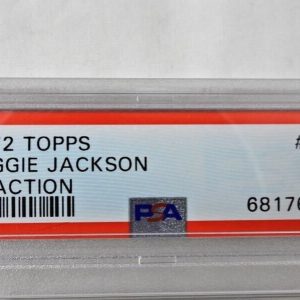 2 TOPPS #
GGIE JACKSON
ACTION
PSA 68176